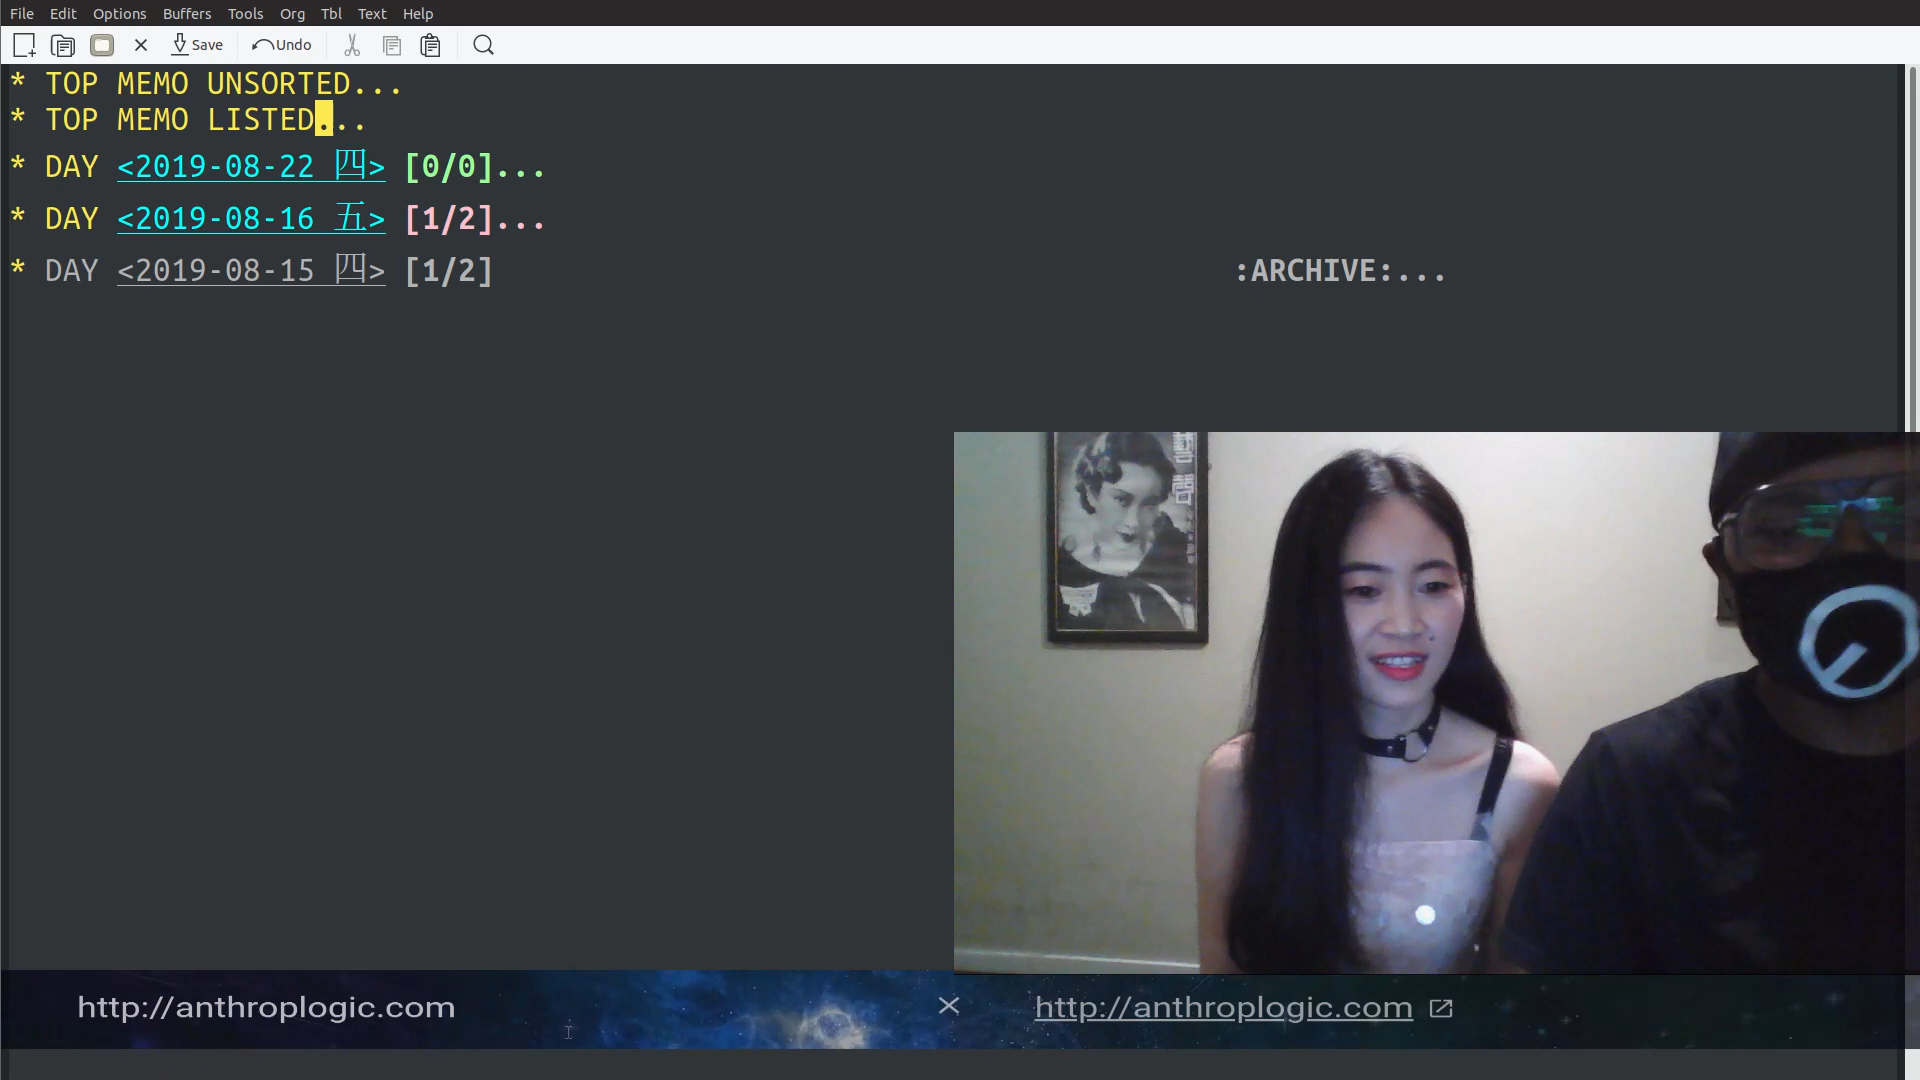 File Edit Options Buffers Tools Org Tbl Text Help
Save Undo
* TOP MEMO UNSORTED...
* TOP MEMO LISTED...
* DAY <2019-08-22 四> [0/0]...
* DAY <2019-08-16 五> [1/2]...
* DAY <2019-08-15 四> [1/2] :ARCHIVE:...
http://anthroplogic.com
http://anthroplogic.com